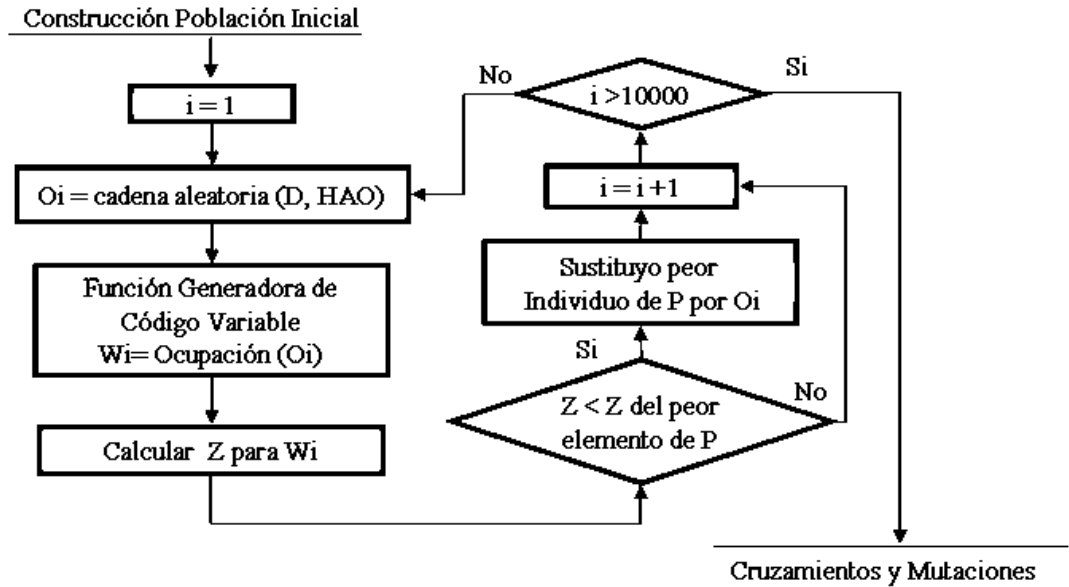 Construcción Población Inicial
i = 1
Oi = cadena aleatoria (D, HAO)
Función Generadora de
Código Variable
Wi= Ocupación (Oi)
Calcular Z para Wi
Z < Z del peor
elemento de P
Si
No
Sustituyo peor
Individuo de P por Oi
i = i +1
i >10000
No
Si
Cruzamientos y Mutaciones